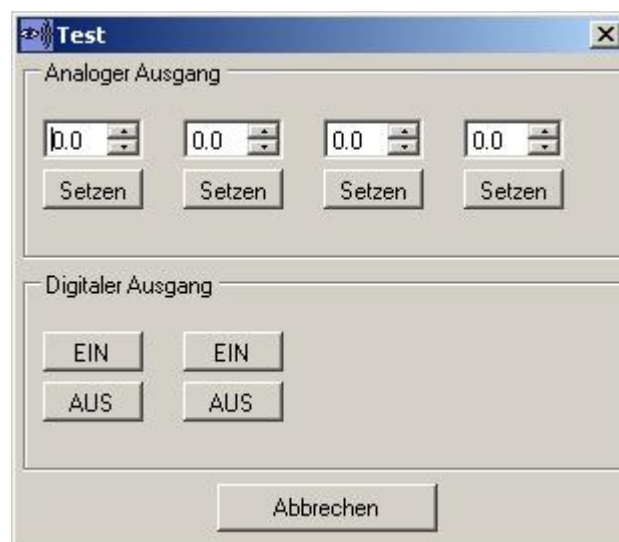 Test
Analoger Ausgang
0.0 0.0 0.0 0.0
Setzen Setzen Setzen Setzen
Digitaler Ausgang
EIN EIN
AUS AUS
Abbrechen